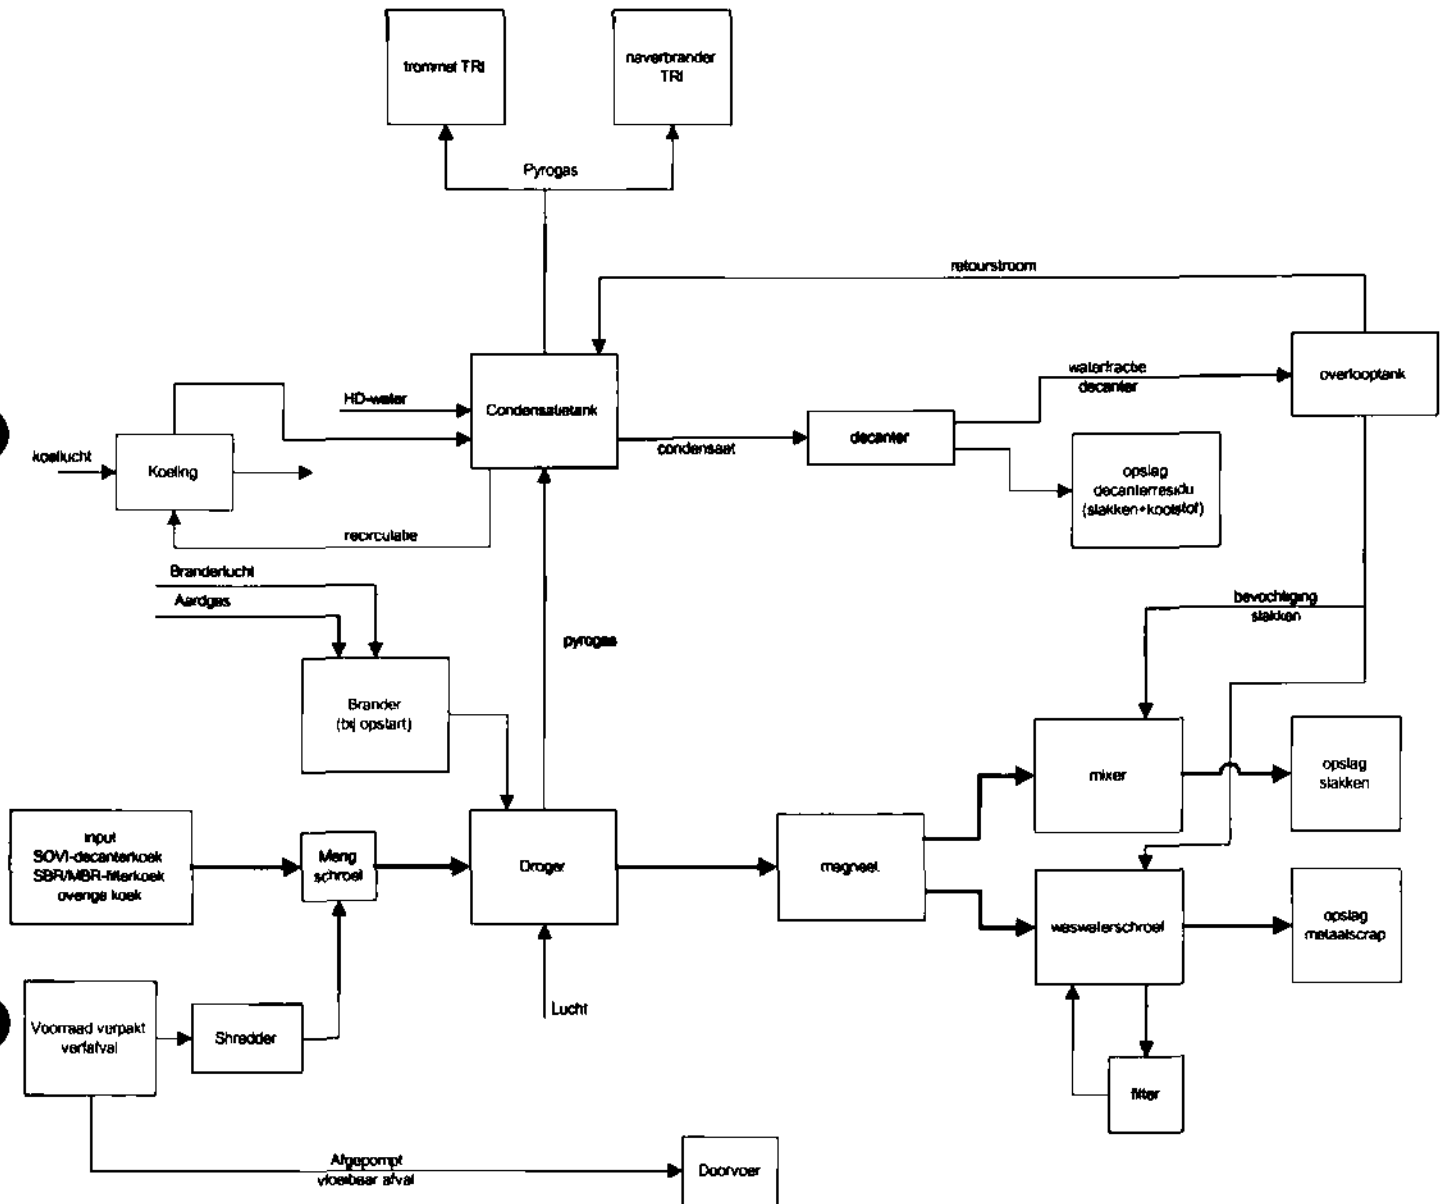 trommel TRI
naverbrander
TRI
Pyrogas
retourstroom
HD-water
Condensatietank
waterfractie
decanter
overlooptank
koellucht
Koeling
condensaat
decanter
opslag
decanterresidu
(slakken+koolstof)
recirculatie
Branderlucht
Aardgas
pyrogas
bevochtiging
slakken
Brander
(bij opstart)
mixer
opslag
slakken
input
SOVI-decanterkoek
SBR/MBR-filterkoek
overige koek
Meng
schroef
Droger
magneet
waswaterschroef
opslag
metaalscrap
Lucht
Voorraad verpakt
verfafval
Shredder
filter
Afgepompt
vloeibaar afval
Doorvoer